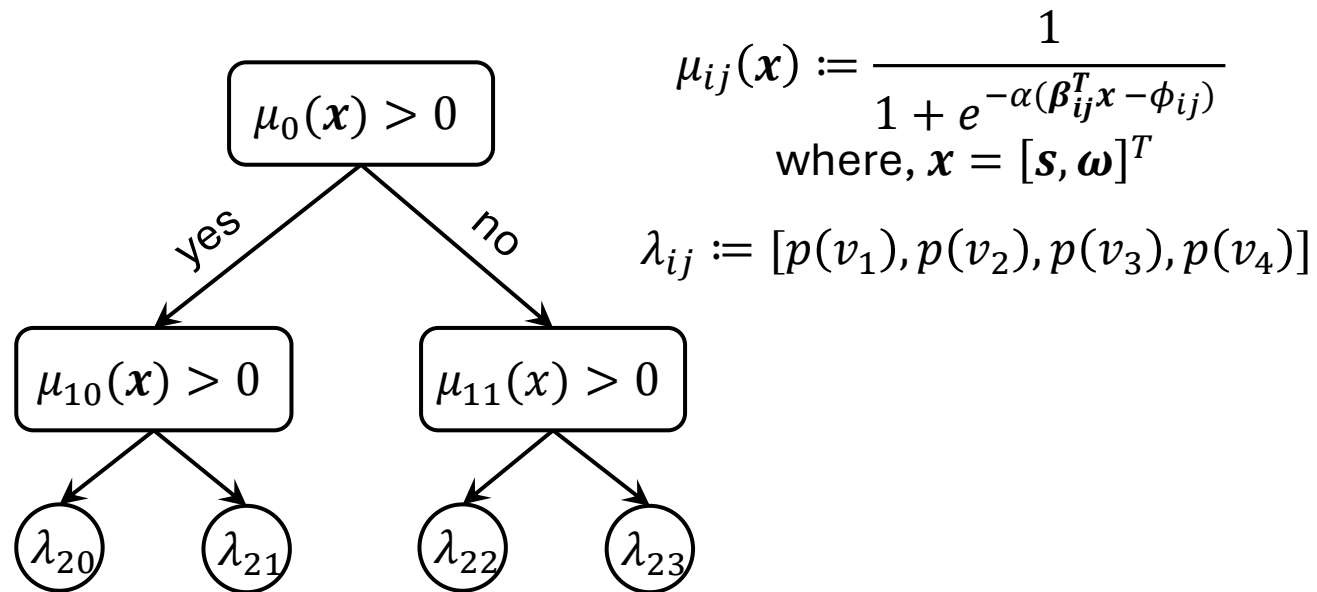 μ₀(𝒙) > 0
yes
no
μ₁₀(𝒙) > 0
μ₁₁(x) > 0
λ₂₀
λ₂₁
λ₂₂
λ₂₃
μᵢⱼ(𝒙) ≔ 1 / (1 + e^{−α(𝜷ᵢⱼᵀ𝒙 − ϕᵢⱼ)})
where, 𝒙 = [𝒔, 𝝎]ᵀ
λᵢⱼ ≔ [p(v₁), p(v₂), p(v₃), p(v₄)]